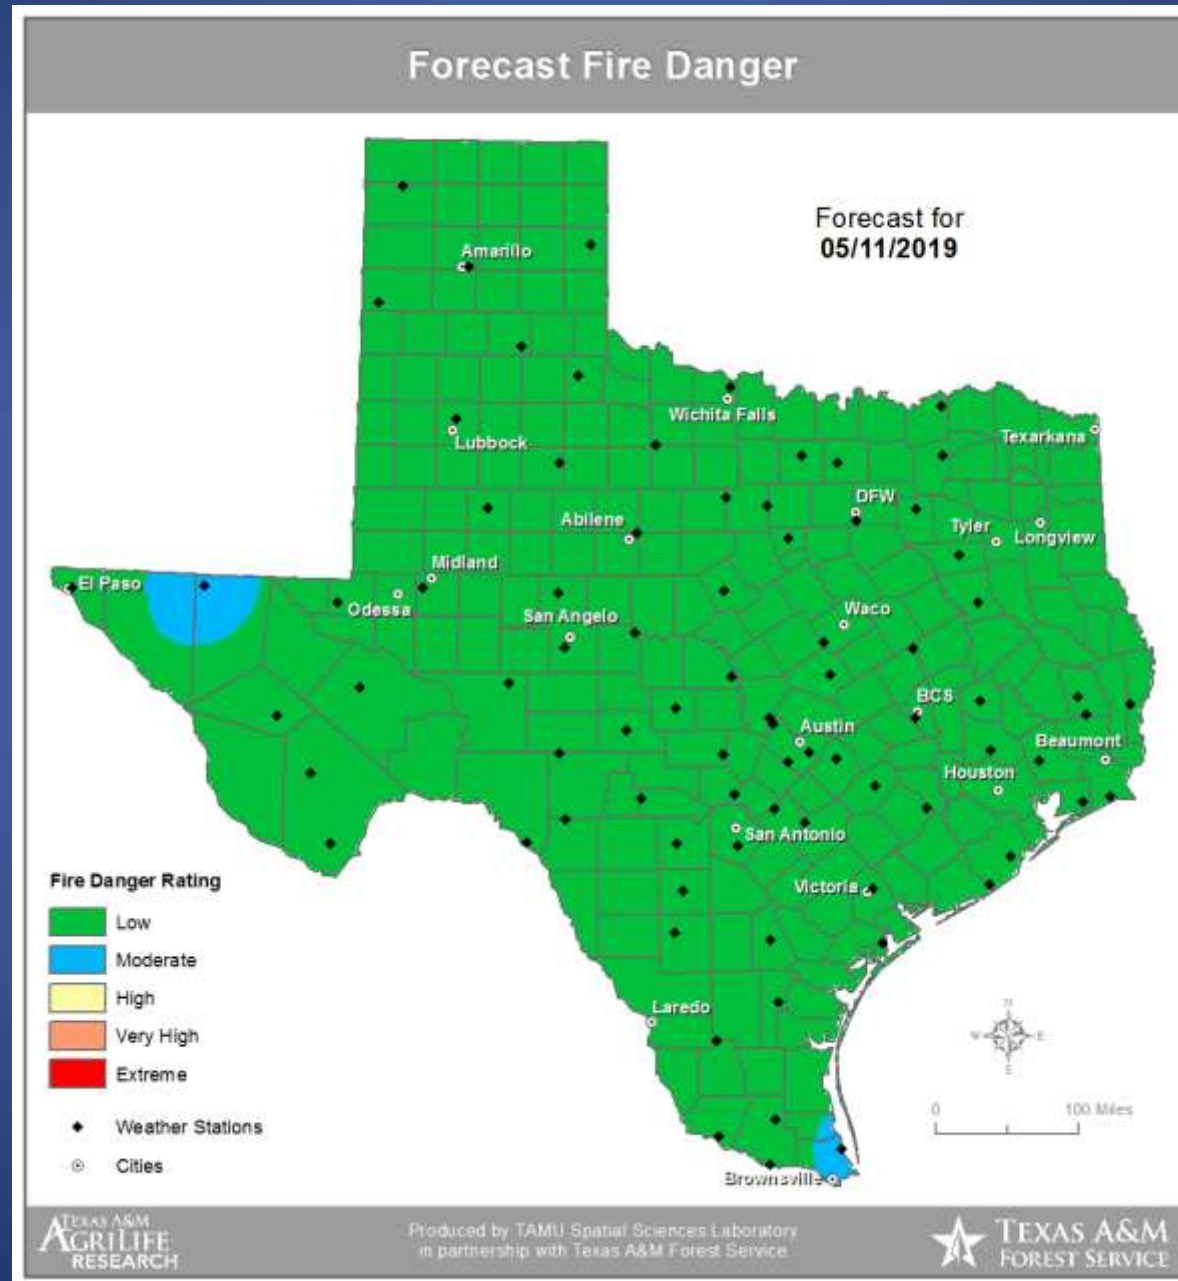 Forecast Fire Danger
Forecast for
05/11/2019
Amarillo
Wichita Falls
Lubbock
Texarkana
DFW
Abilene
Tyler
Longview
Midland
El Paso
Odessa
San Angelo
Waco
BCS
Austin
Beaumont
Houston
San Antonio
Victoria
Laredo
Brownsville
Fire Danger Rating
Low
Moderate
High
Very High
Extreme
Weather Stations
Cities
N
W
E
0
100 Miles
TEXAS A&M
AGRILIFE
RESEARCH
Produced by TAMU Spatial Sciences Laboratory
in partnership with Texas A&M Forest Service
TEXAS A&M
FOREST SERVICE